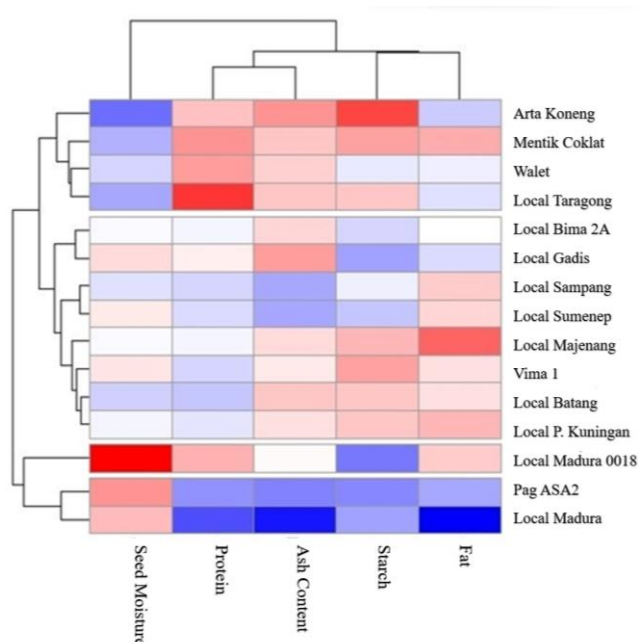 Arta Koneng
Mentik Coklat
Walet
Local Taragong
Local Bima 2A
Local Gadis
Local Sampang
Local Sumenep
Local Majenang
Vima 1
Local Batang
Local P. Kuningan
Local Madura 0018
Pag ASA2
Local Madura
Seed Moisture
Protein
Ash Content
Starch
Fat